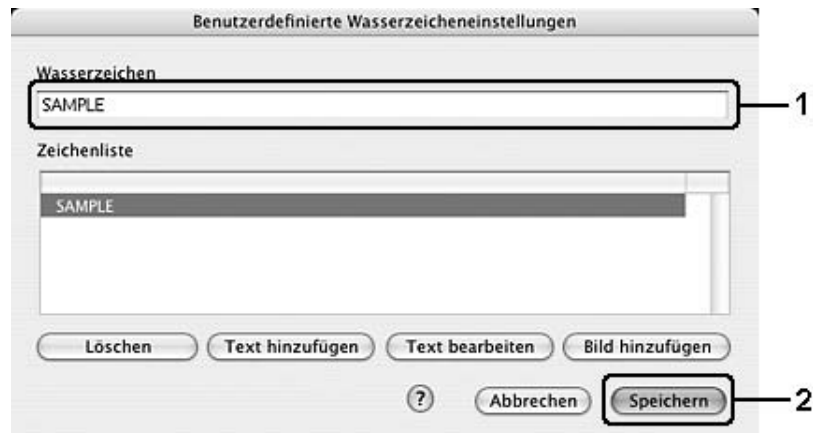 Benutzerdefinierte Wasserzeicheneinstellungen
Wasserzeichen
SAMPLE 1
Zeichenliste
SAMPLE
Löschen Text hinzufügen Text bearbeiten Bild hinzufügen
? Abbrechen Speichern 2